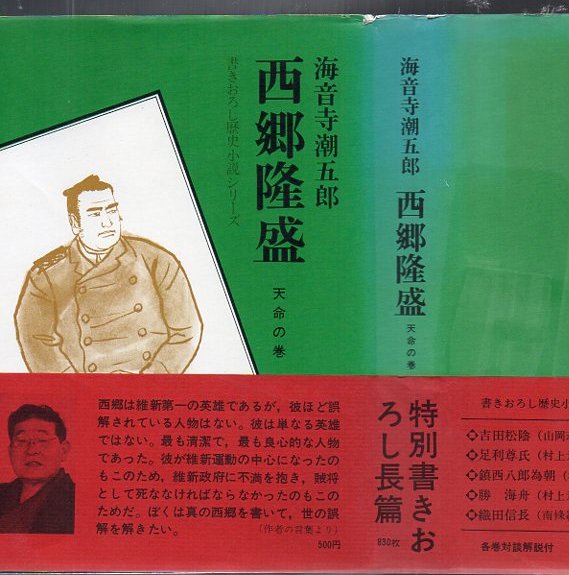 海音寺潮五郎
西郷隆盛
天命の巻
書きおろし歴史小説シリーズ
海音寺潮五郎
西郷隆盛
天命の巻
西郷は維新第一の英雄であるが，彼ほど誤
解されている人物はない。彼は単なる英雄
ではない。最も清潔で，最も良心的な人物
であった。彼が維新運動の中心になったの
もこのため，維新政府に不満を抱き，賊将
として死ななければならなかったのもこの
ためだ。ぼくは真の西郷を書いて，世の誤
解を解きたい。
（作者の言葉より）
500円
特別書きお
ろし長篇
830枚
書きおろし歴史小
吉田松陰（山岡
足利尊氏（村上
鎮西八郎為朝（
勝 海舟（村上
織田信長（南條
各巻対談解説付